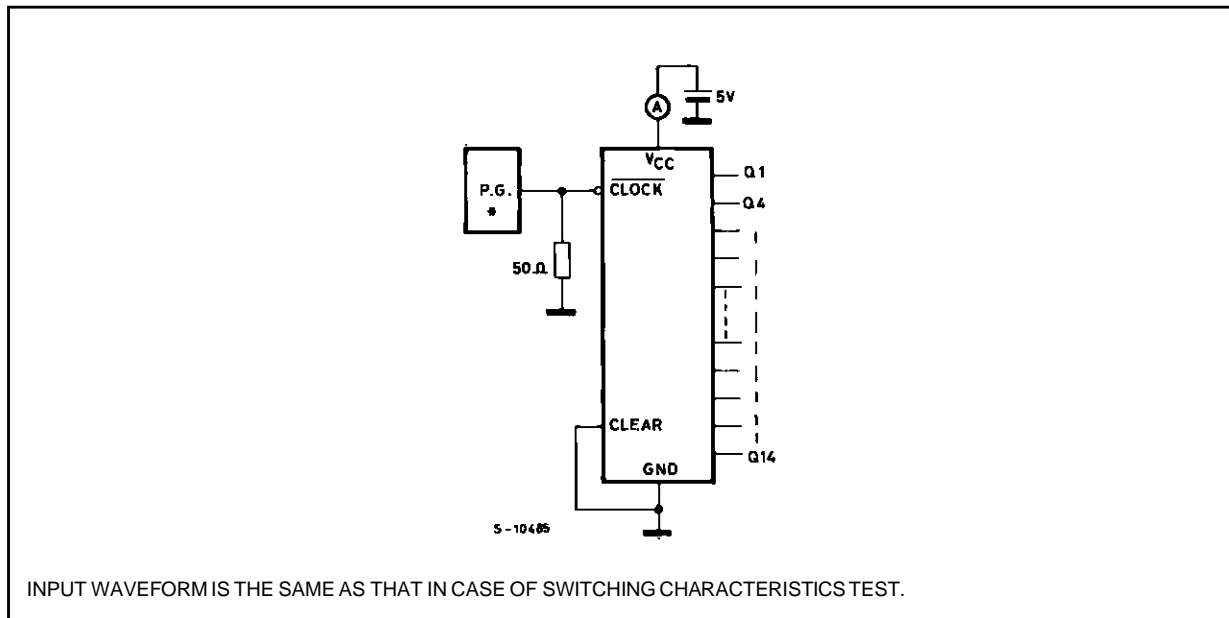 5V
A
VCC
Q1
P.G.
*
CLOCK
Q4
50Ω
CLEAR
Q14
GND
S-10485
INPUT WAVEFORM IS THE SAME AS THAT IN CASE OF SWITCHING CHARACTERISTICS TEST.